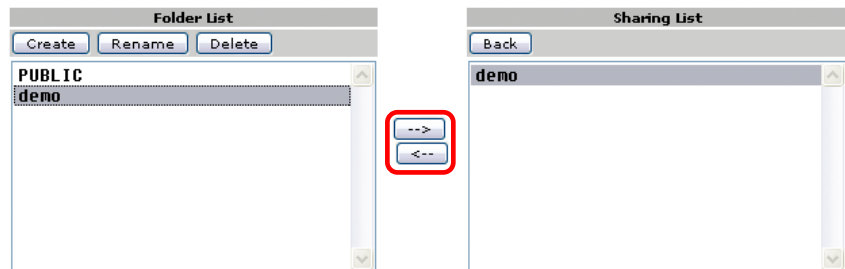 Folder List
Create Rename Delete
PUBLIC
demo
-->
<--
Sharing List
Back
demo